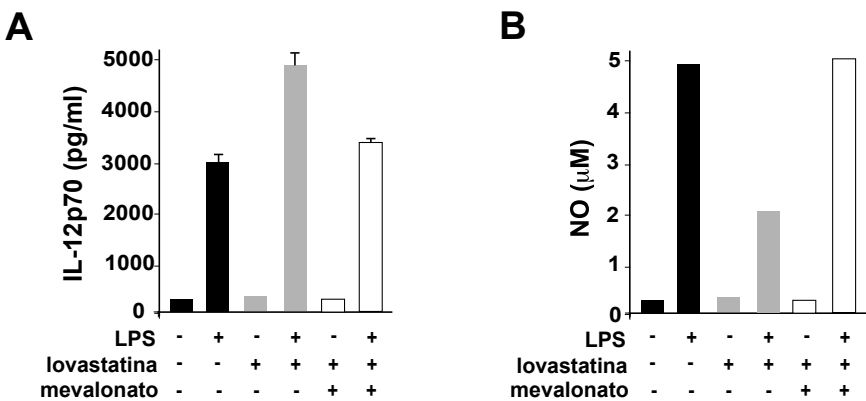 A
IL-12p70 (pg/ml)
5000
4000
3000
2000
1000
0
LPS - + - + - +
lovastatina - - + + + +
mevalonato - - - - + +
B
NO (μM)
5
4
3
2
1
0
LPS - + - + - +
lovastatina - - + + + +
mevalonato - - - - + +